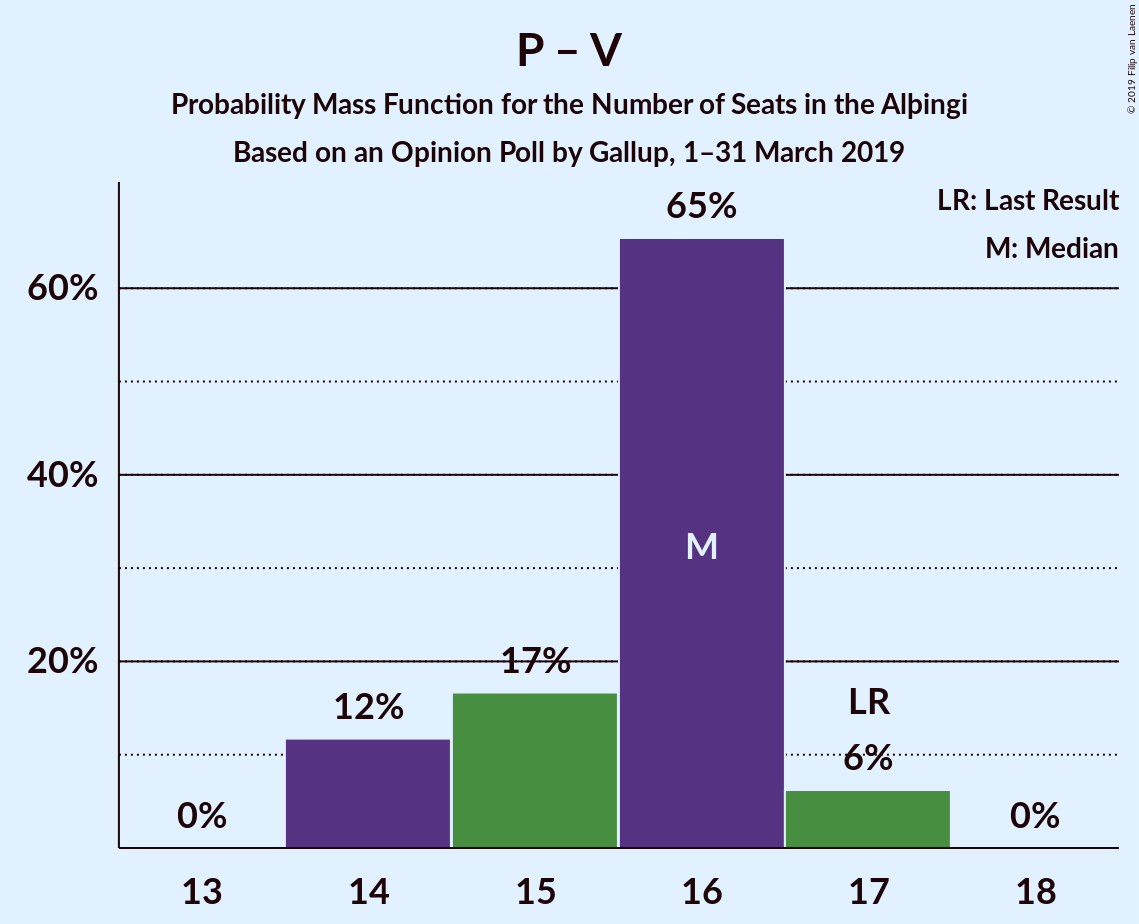 P – V
Probability Mass Function for the Number of Seats in the Alþingi
Based on an Opinion Poll by Gallup, 1–31 March 2019
© 2019 Filip van Laenen
LR: Last Result
M: Median
65%
60%
40%
M
20%
17%
12%
LR
6%
0%
0%
13
14
15
16
17
18